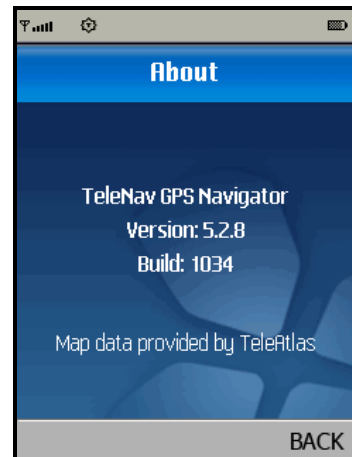 About
TeleNav GPS Navigator
Version: 5.2.8
Build: 1034
Map data provided by TeleAtlas
BACK